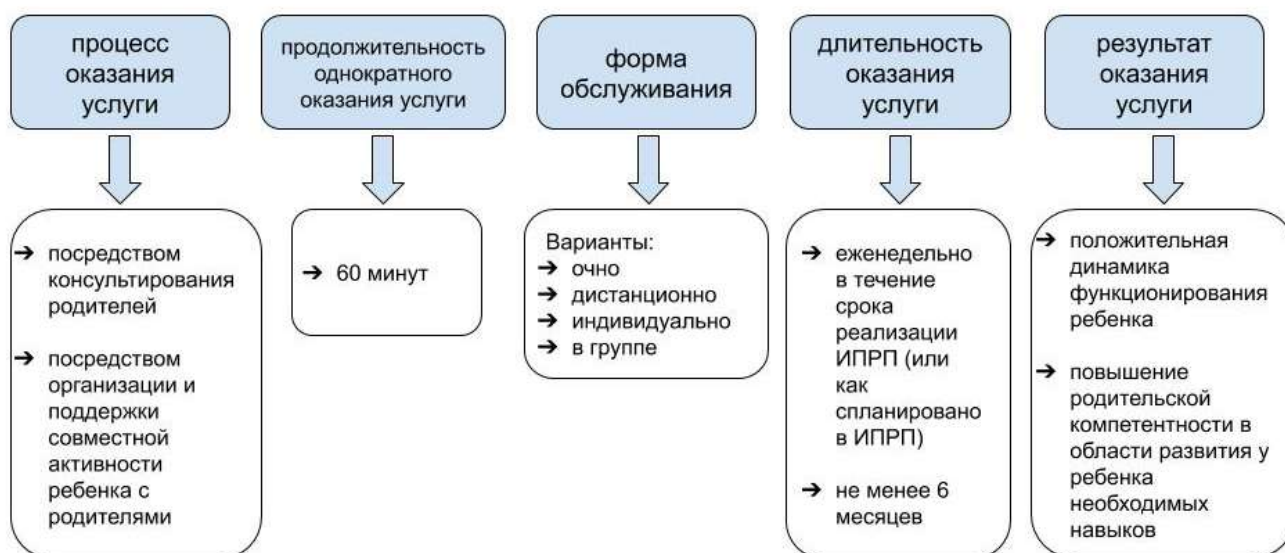 процесс
оказания
услуги
продолжительность
однократного
оказания услуги
форма
обслуживания
длительность
оказания
услуги
результат
оказания
услуги
➔ посредством
консультирования
родителей
➔ посредством
организации и
поддержки
совместной
активности
ребенка с
родителями
➔ 60 минут
Варианты:
➔ очно
➔ дистанционно
➔ индивидуально
➔ в группе
➔ еженедельно
в течение
срока
реализации
ИПРП (или
как
спланировано
в ИПРП)
➔ не менее 6
месяцев
➔ положительная
динамика
функционирования
ребенка
➔ повышение
родительской
компетентности в
области развития у
ребенка
необходимых
навыков